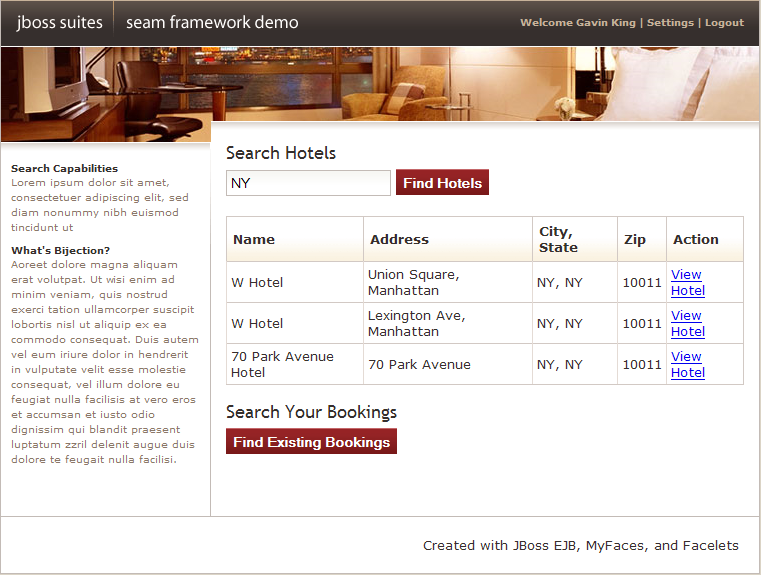 jboss suites seam framework demo Welcome Gavin King | Settings | Logout
Search Capabilities
Lorem ipsum dolor sit amet,
consectetuer adipiscing elit, sed
diam nonummy nibh euismod
tincidunt ut
What's Bijection?
Aoreet dolore magna aliquam
erat volutpat. Ut wisi enim ad
minim veniam, quis nostrud
exerci tation ullamcorper suscipit
lobortis nisl ut aliquip ex ea
commodo consequat. Duis autem
vel eum iriure dolor in hendrerit
in vulputate velit esse molestie
consequat, vel illum dolore eu
feugiat nulla facilisis at vero eros
et accumsan et iusto odio
dignissim qui blandit praesent
luptatum zzril delenit augue duis
dolore te feugait nulla facilisi.
Search Hotels
NY Find Hotels
Name Address City, State Zip Action
W Hotel Union Square, Manhattan NY, NY 10011 View Hotel
W Hotel Lexington Ave, Manhattan NY, NY 10011 View Hotel
70 Park Avenue Hotel 70 Park Avenue NY, NY 10011 View Hotel
Search Your Bookings
Find Existing Bookings
Created with JBoss EJB, MyFaces, and Facelets